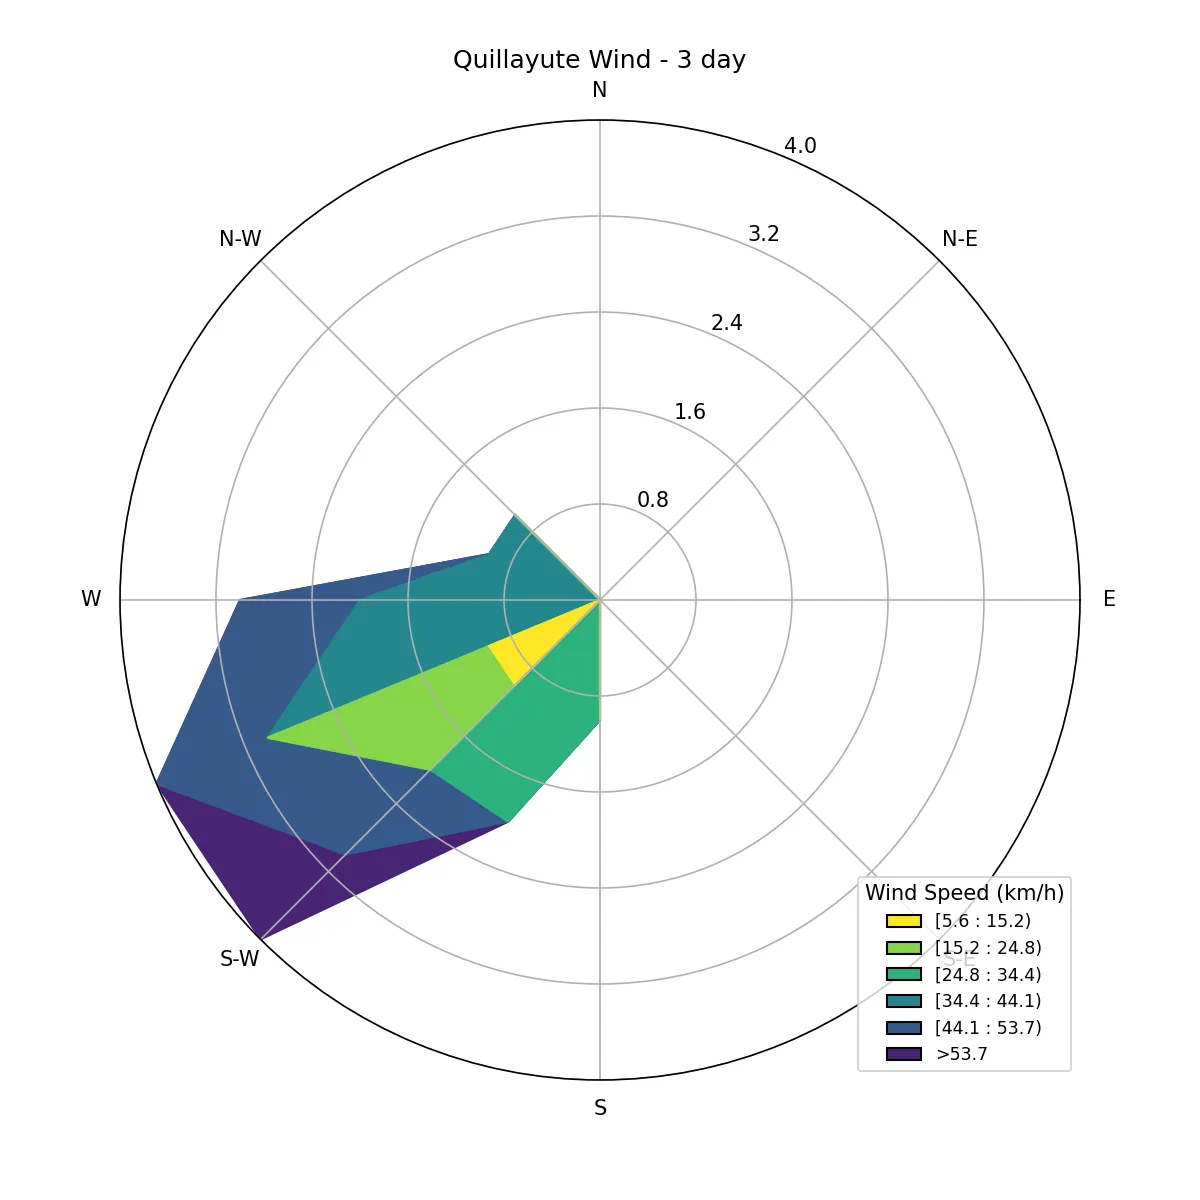 Quillayute Wind - 3 day
N
4.0
N-W
3.2
N-E
2.4
1.6
0.8
W
E
Wind Speed (km/h)
[5.6 : 15.2)
[15.2 : 24.8)
S-W
S-E
[24.8 : 34.4)
[34.4 : 44.1)
[44.1 : 53.7)
>53.7
S